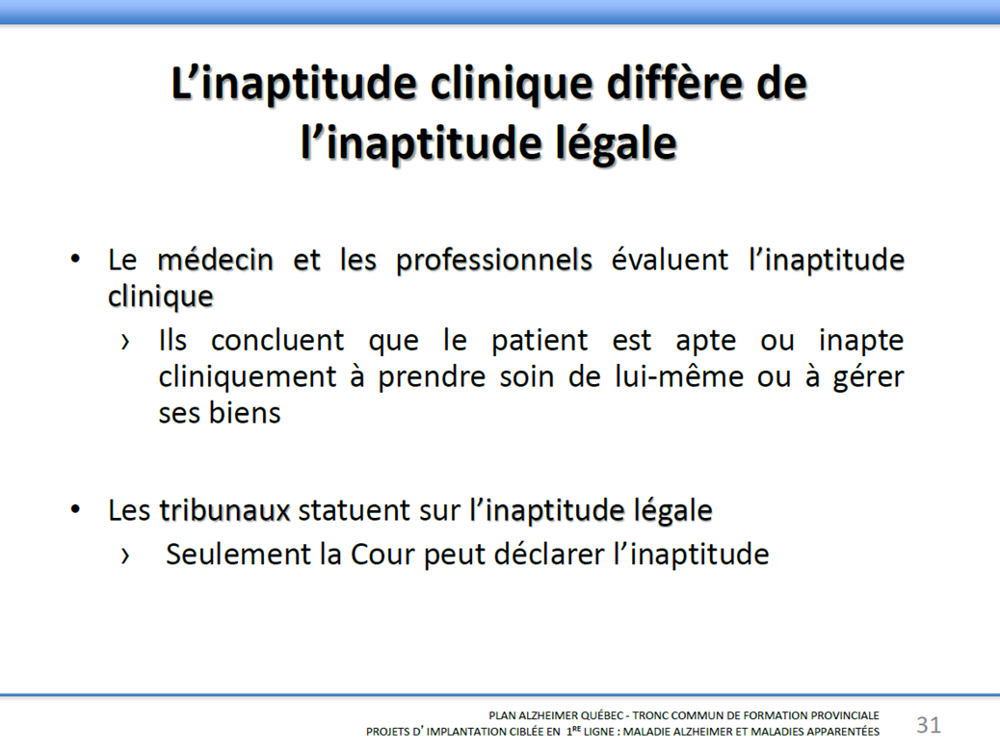 L’inaptitude clinique diffère de
l’inaptitude légale
• Le médecin et les professionnels évaluent l’inaptitude
clinique
› Ils concluent que le patient est apte ou inapte
cliniquement à prendre soin de lui-même ou à gérer
ses biens
• Les tribunaux statuent sur l’inaptitude légale
› Seulement la Cour peut déclarer l’inaptitude
PLAN ALZHEIMER QUÉBEC - TRONC COMMUN DE FORMATION PROVINCIALE
PROJETS D’ IMPLANTATION CIBLÉE EN 1RE LIGNE : MALADIE ALZHEIMER ET MALADIES APPARENTÉES
31